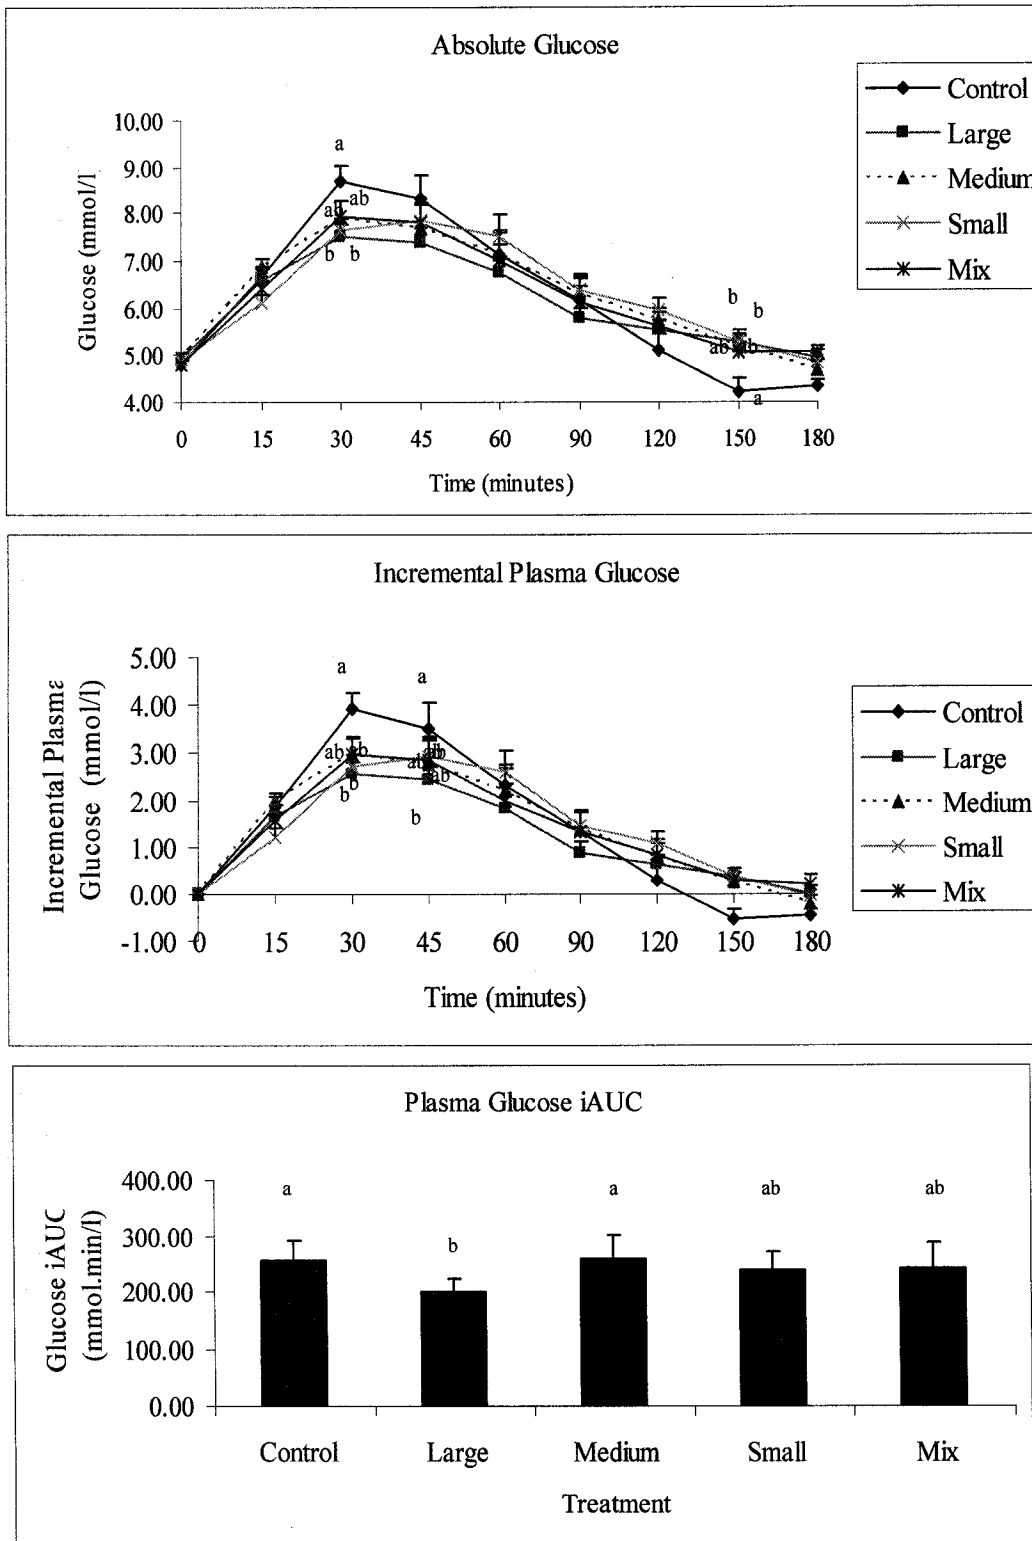 Absolute Glucose
Control
Large
Medium
Small
Mix
Glucose (mmol/l
10.00
9.00
8.00
7.00
6.00
5.00
4.00
a
ab
ab
b b
b
b
ab ab
a
0 15 30 45 60 90 120 150 180
Time (minutes)
Incremental Plasma Glucose
Control
Large
Medium
Small
Mix
Incremental Plasma
Glucose (mmol/l)
5.00
4.00
3.00
2.00
1.00
0.00
-1.00
a a
ab ab
ab ab
ab
b
b
b
0 15 30 45 60 90 120 150 180
Time (minutes)
Plasma Glucose iAUC
Glucose iAUC
(mmol.min/l)
400.00
300.00
200.00
100.00
0.00
a
b
a
ab
ab
Control Large Medium Small Mix
Treatment